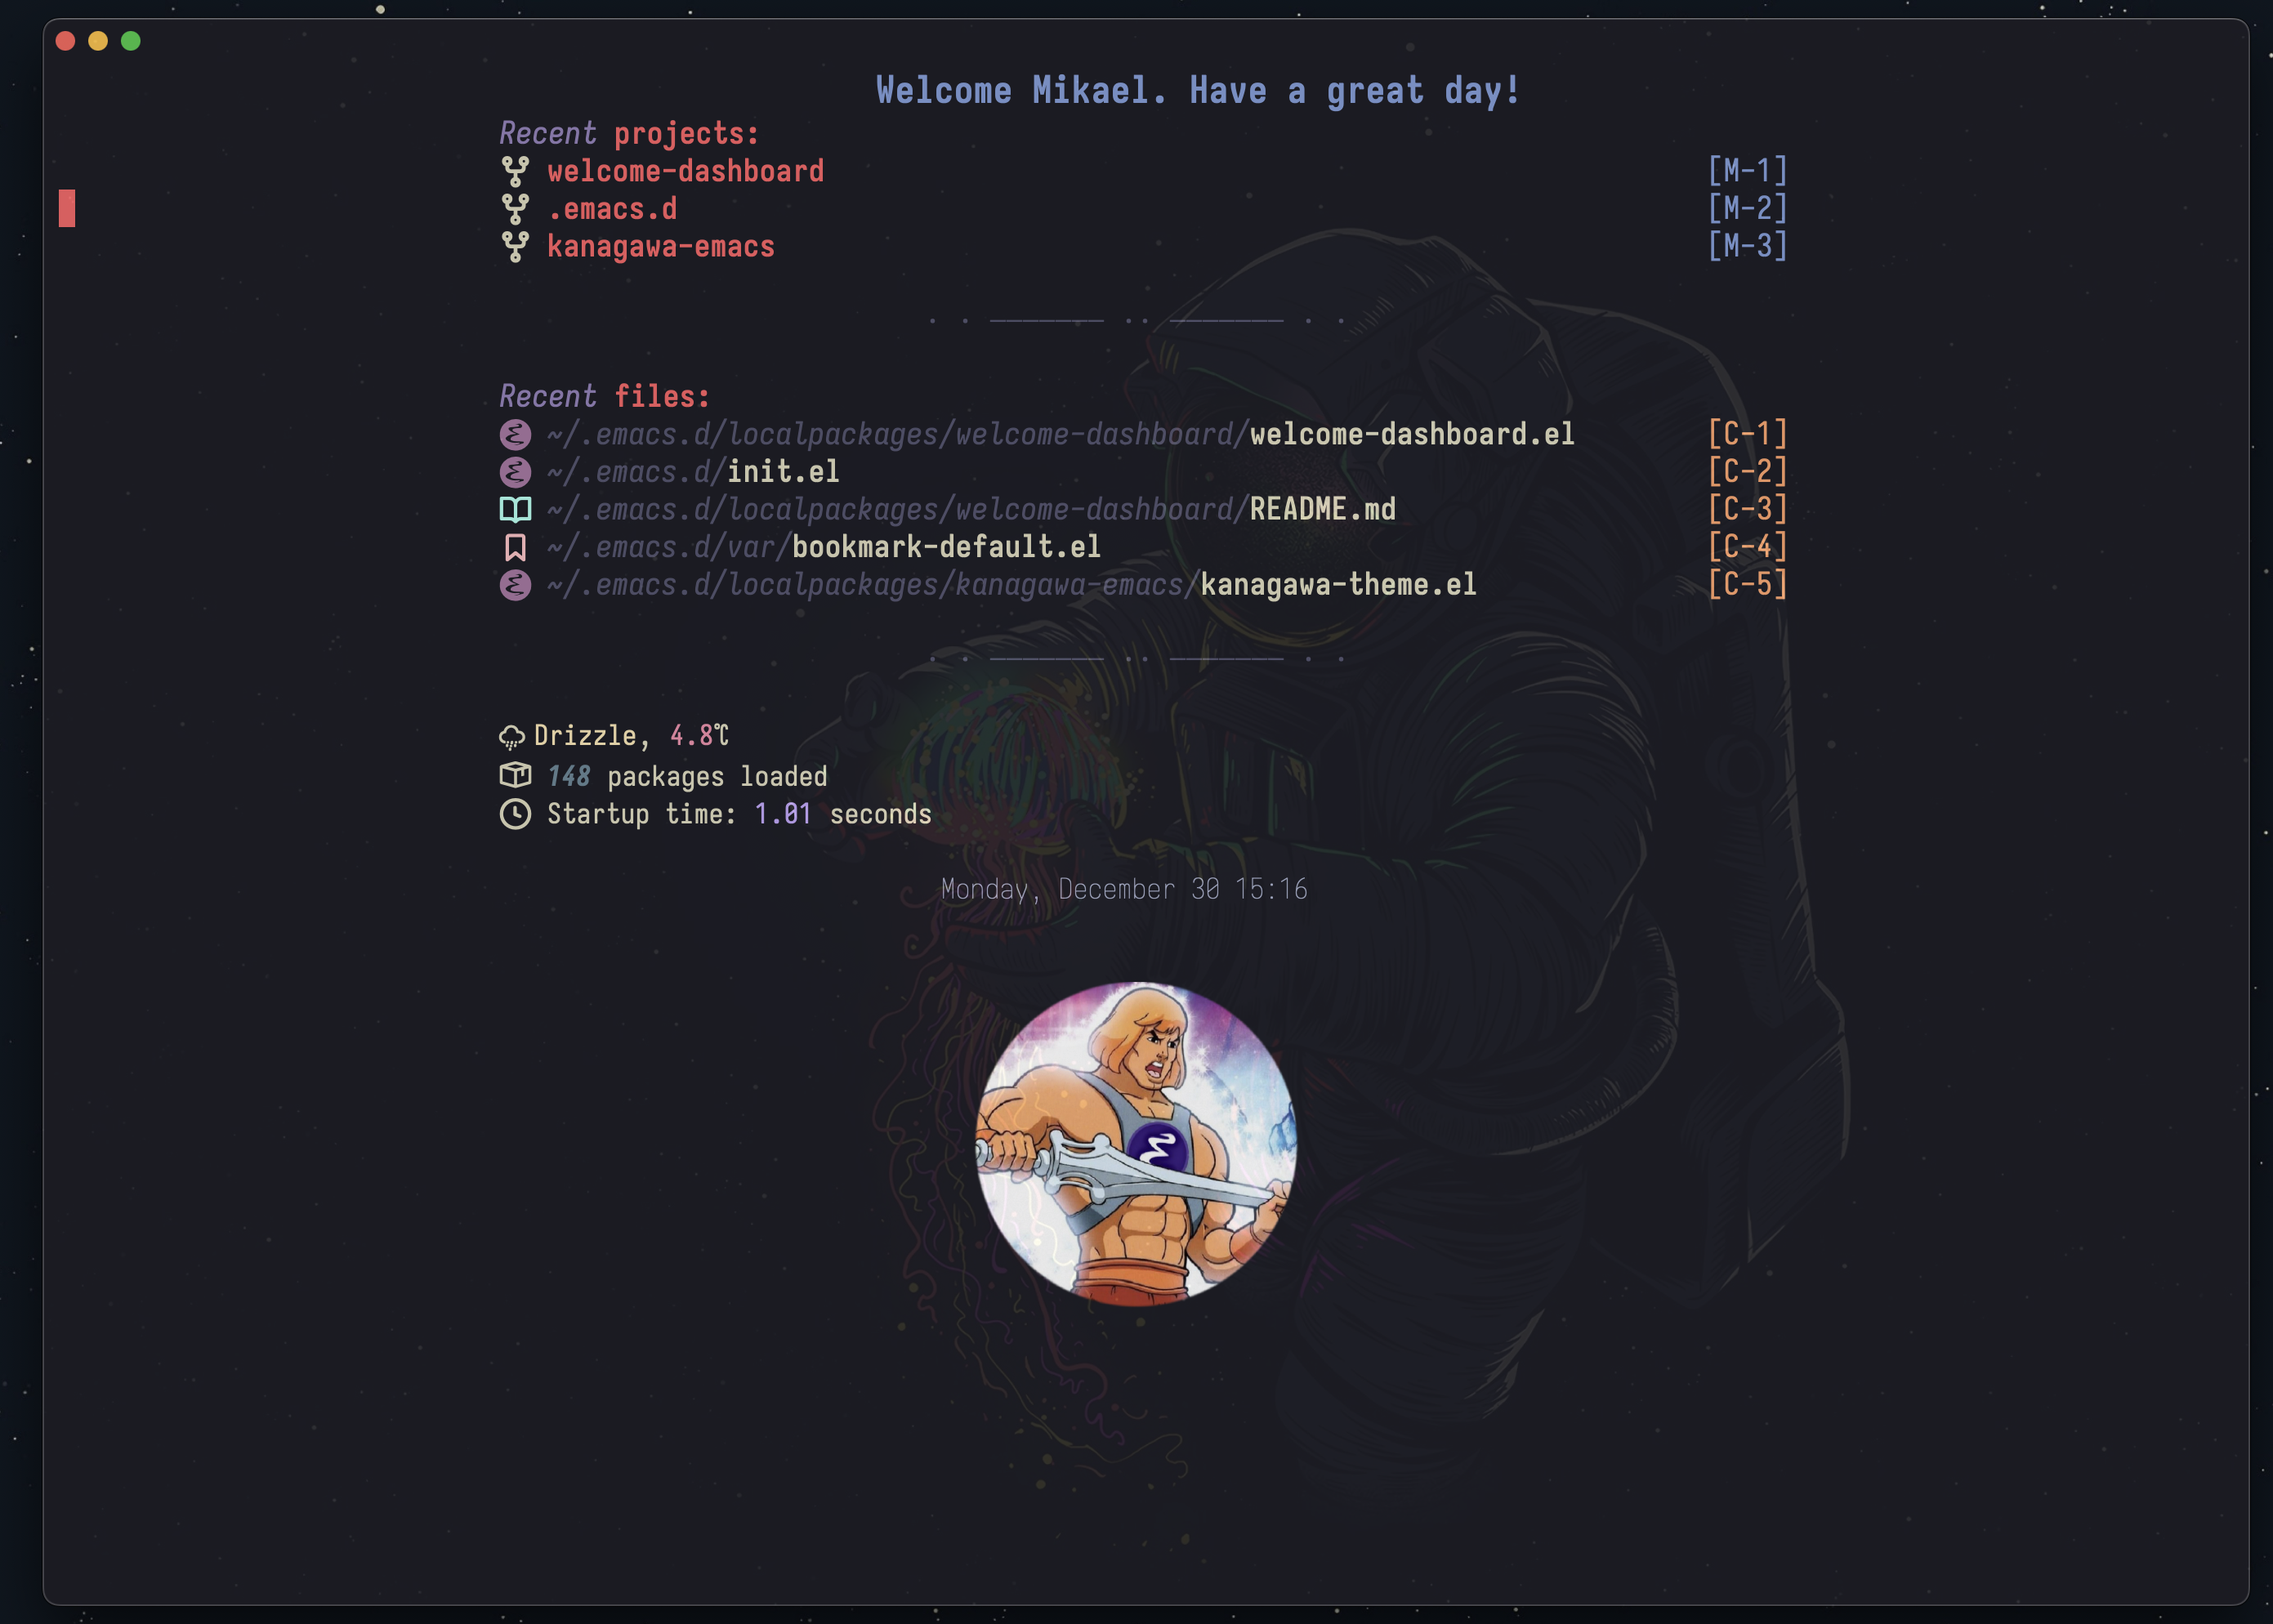 Welcome Mikael. Have a great day!
Recent projects:
welcome-dashboard [M-1]
.emacs.d [M-2]
kanagawa-emacs [M-3]
Recent files:
~/.emacs.d/localpackages/welcome-dashboard/welcome-dashboard.el [C-1]
~/.emacs.d/init.el [C-2]
~/.emacs.d/localpackages/welcome-dashboard/README.md [C-3]
~/.emacs.d/var/bookmark-default.el [C-4]
~/.emacs.d/localpackages/kanagawa-emacs/kanagawa-theme.el [C-5]
Drizzle, 4.8℃
148 packages loaded
Startup time: 1.01 seconds
Monday, December 30 15:16